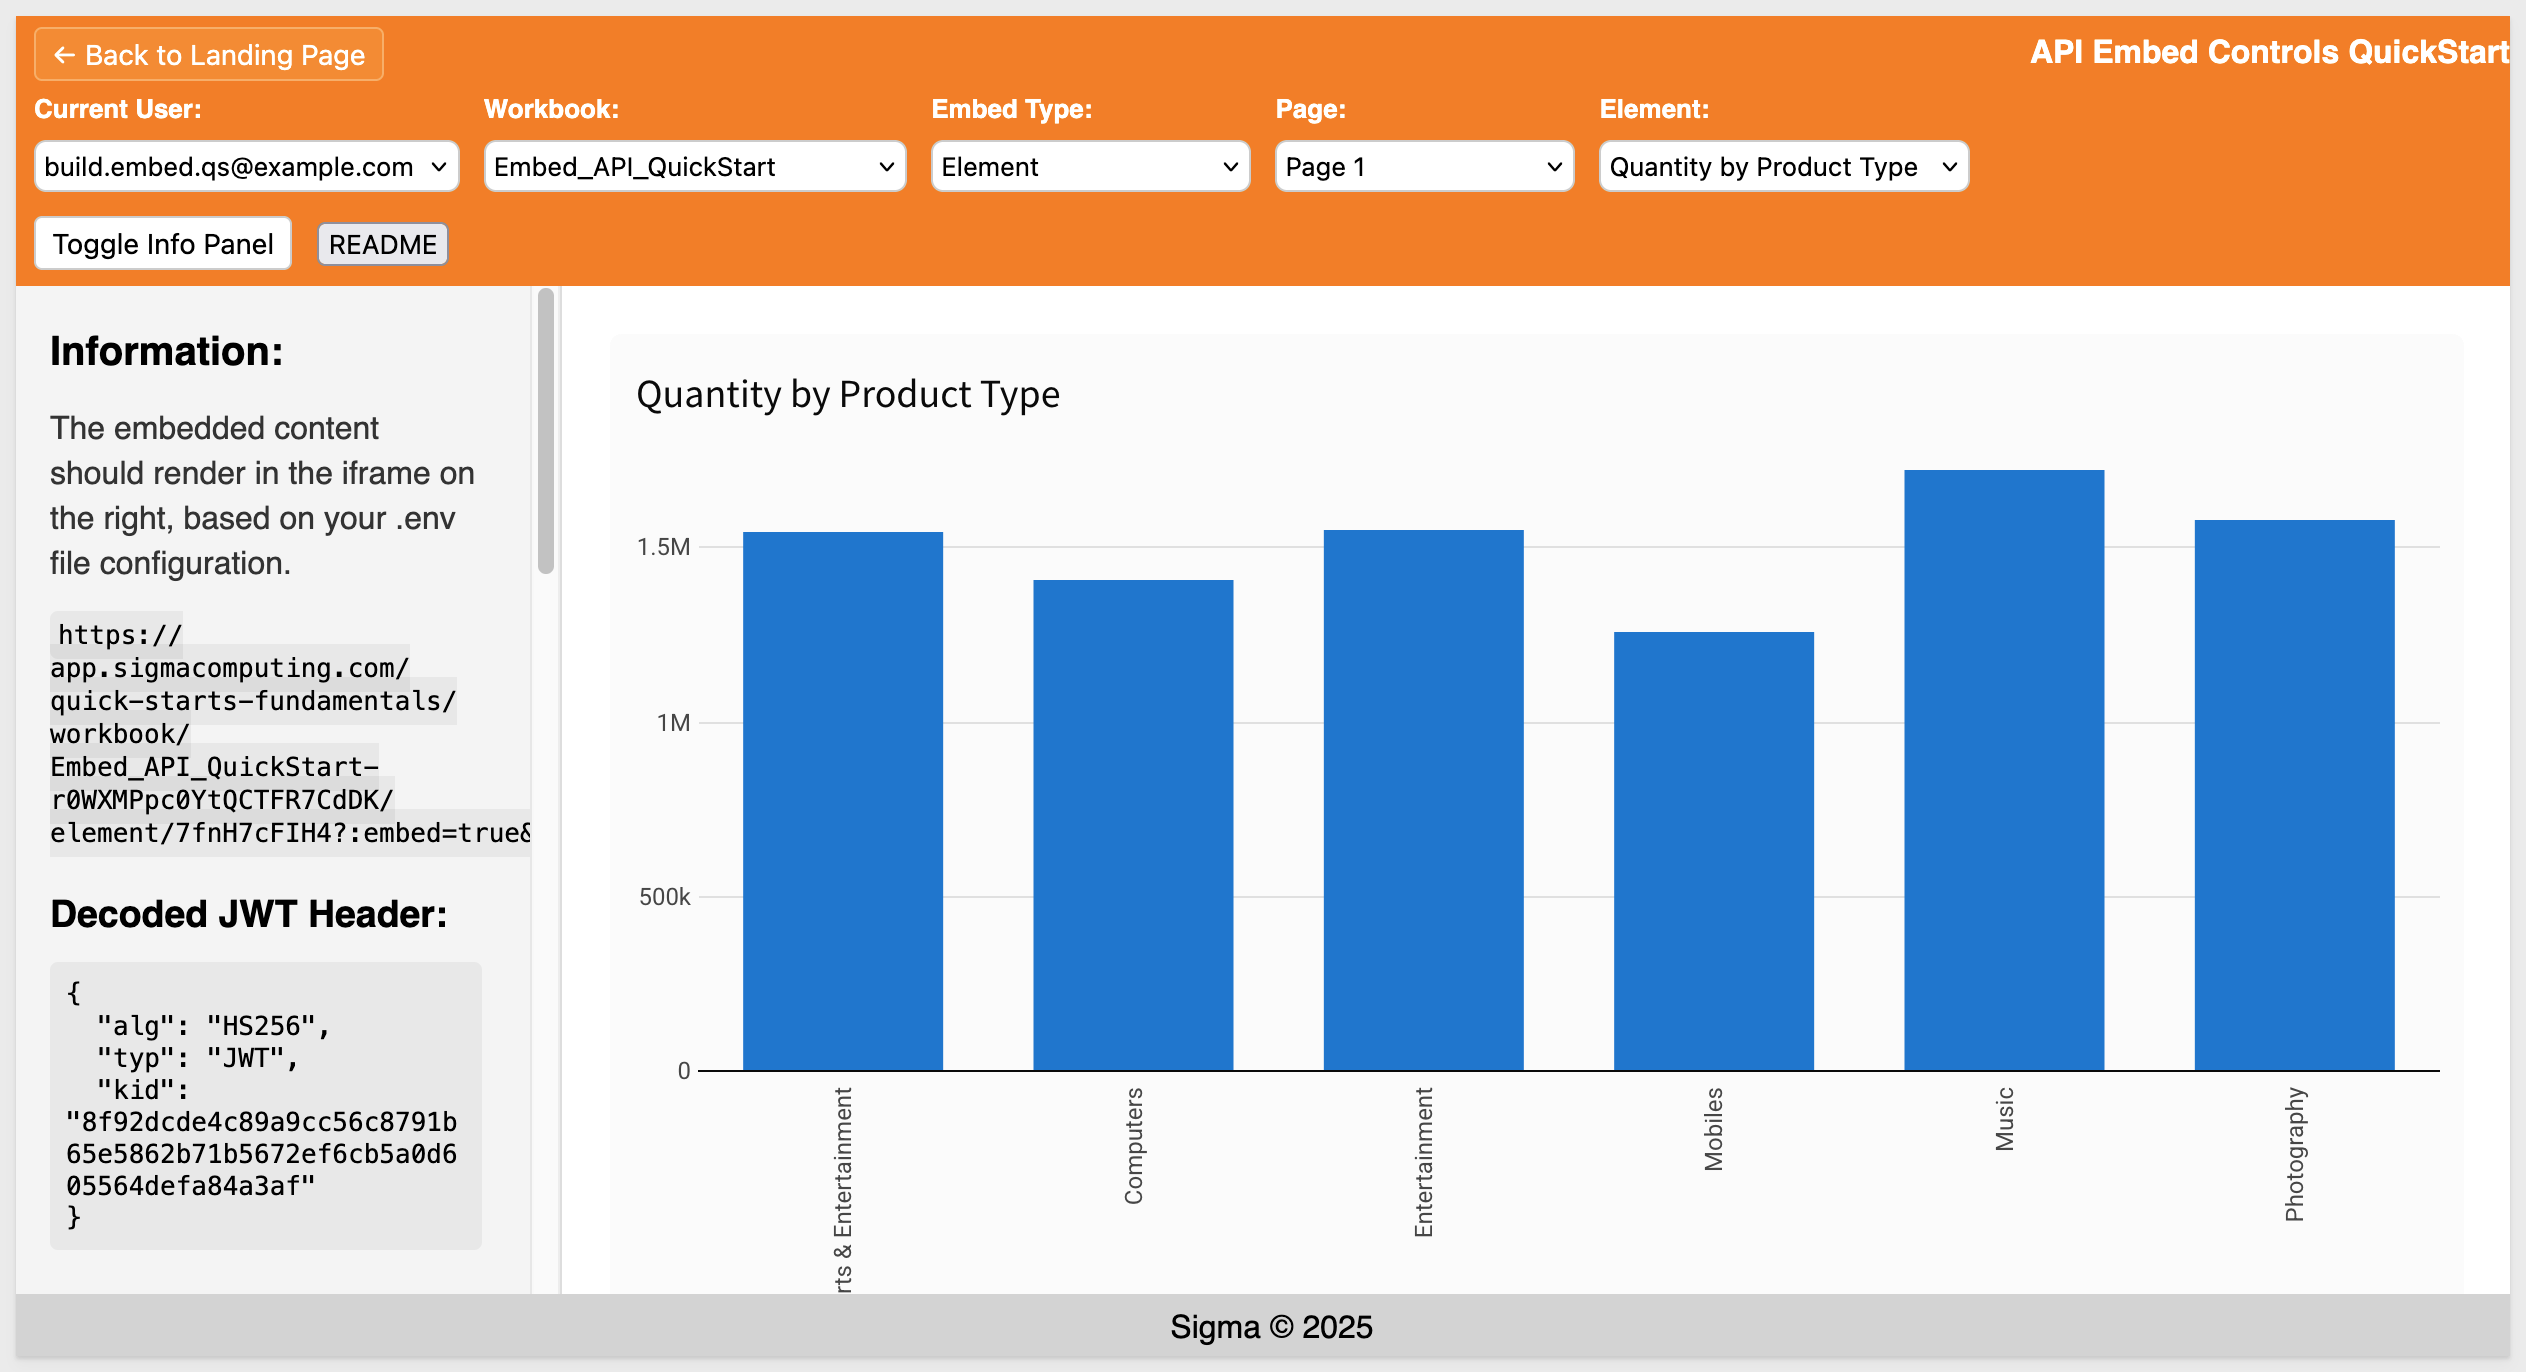 ← Back to Landing Page
API Embed Controls QuickStart
Current User:
Workbook:
Embed Type:
Page:
Element:
build.embed.qs@example.com
Embed_API_QuickStart
Element
Page 1
Quantity by Product Type
Toggle Info Panel
README
Information:
The embedded content
should render in the iframe on
the right, based on your .env
file configuration.
https://
app.sigmacomputing.com/
quick-starts-fundamentals/
workbook/
Embed_API_QuickStart-
r0WXMPpc0YtQCTFR7CdDK/
element/7fnH7cFIH4?:embed=true&
Decoded JWT Header:
{
"alg": "HS256",
"typ": "JWT",
"kid":
"8f92dcde4c89a9cc56c8791b
65e5862b71b5672ef6cb5a0d6
05564defa84a3af"
}
Quantity by Product Type
1.5M
1M
500k
0
rts & Entertainment
Computers
Entertainment
Mobiles
Music
Photography
Sigma © 2025